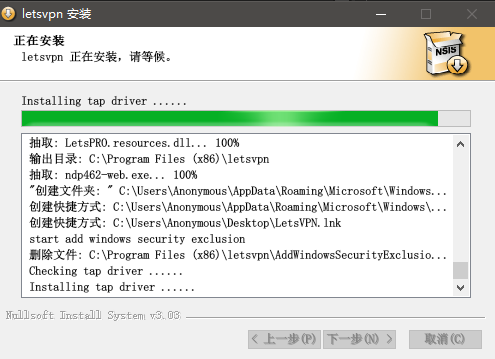 letsvpn 安装
正在安装
letsvpn 正在安装，请等候。
NSIS
Installing tap driver ......
抽取: LetsPRO.resources.dll... 100%
输出目录: C:\Program Files (x86)\letsvpn
抽取: ndp462-web.exe... 100%
"创建文件夹: " C:\Users\Anonymous\AppData\Roaming\Microsoft\Windows...
创建快捷方式: C:\Users\Anonymous\AppData\Roaming\Microsoft\Windows\...
创建快捷方式: C:\Users\Anonymous\Desktop\LetsVPN.lnk
start add windows security exclusion
删除文件: C:\Program Files (x86)\letsvpn\AddWindowsSecurityExclusio...
Checking tap driver ......
Installing tap driver ......
Nullsoft Install System v3.03
< 上一步(P) 下一步(N) > 取消(C)